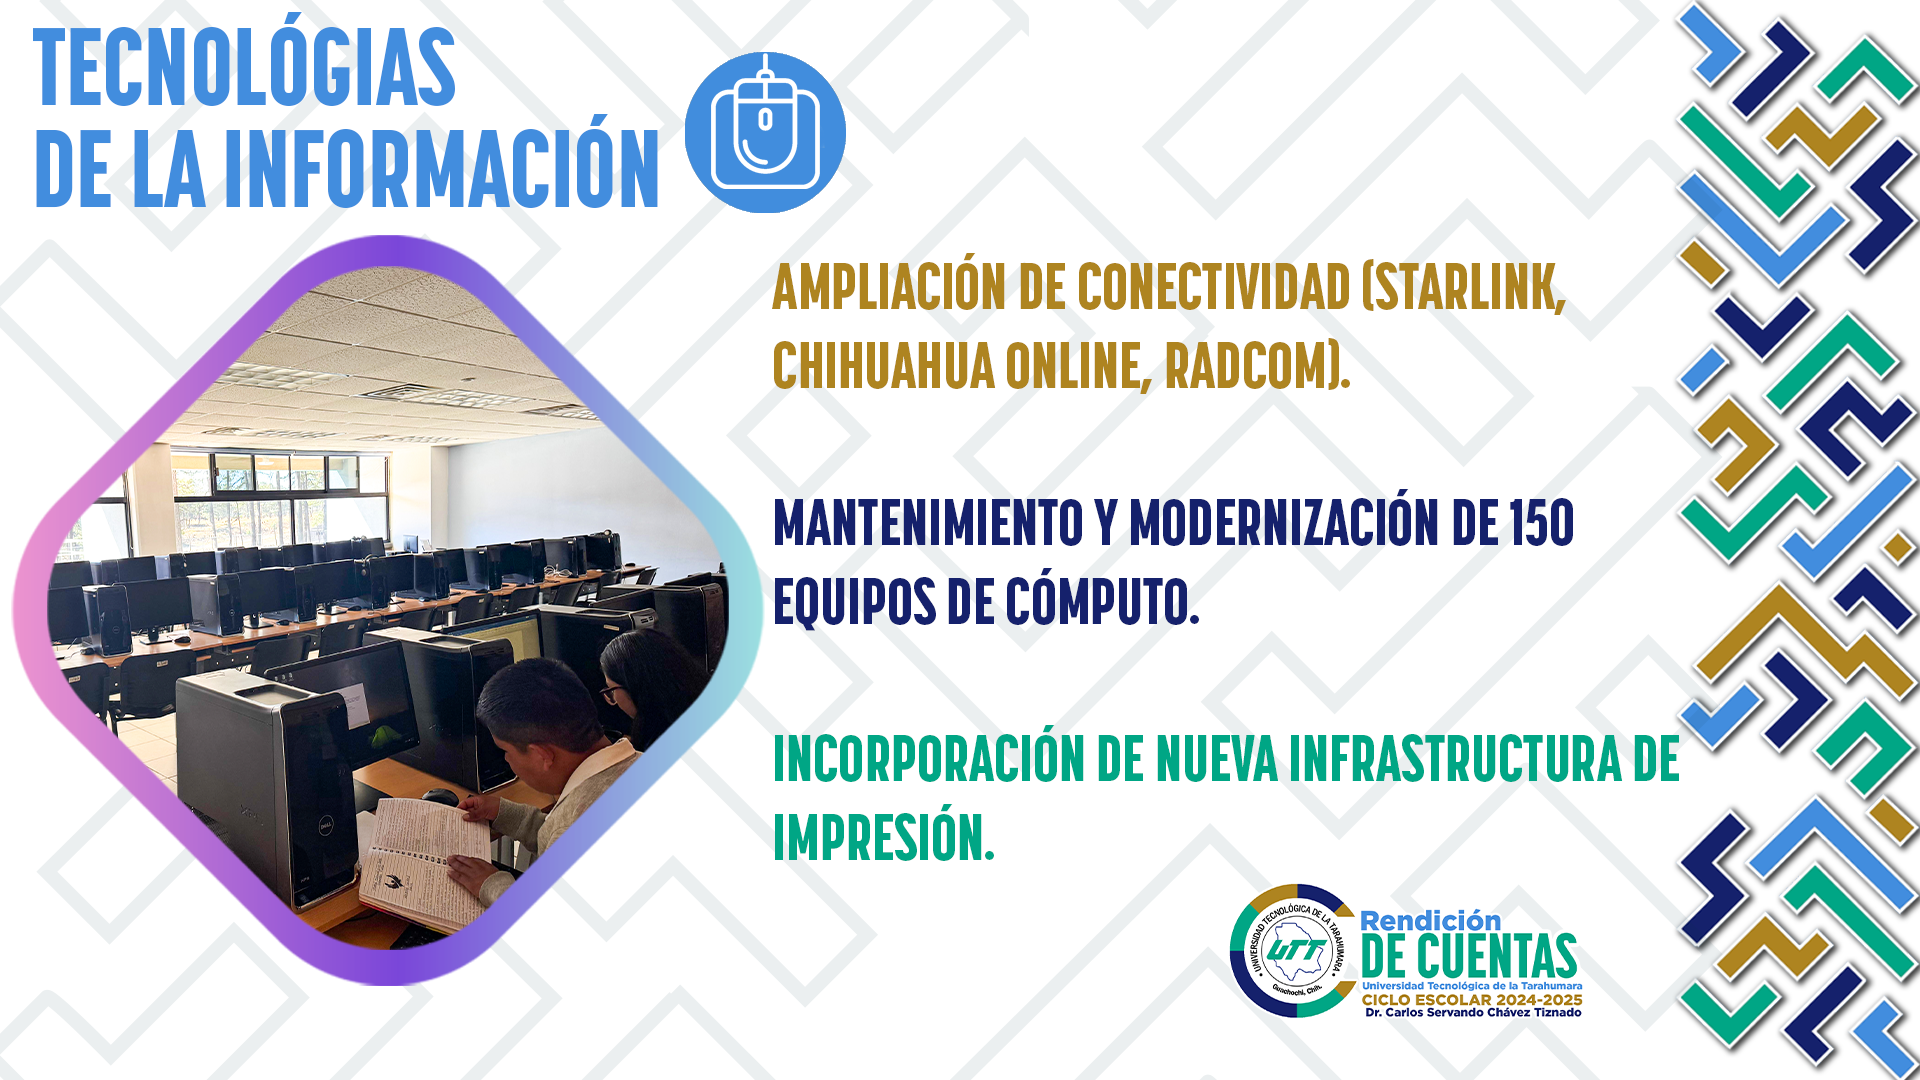 TECNOLÓGIAS
DE LA INFORMACIÓN
AMPLIACIÓN DE CONECTIVIDAD (STARLINK,
CHIHUAHUA ONLINE, RADCOM).
MANTENIMIENTO Y MODERNIZACIÓN DE 150
EQUIPOS DE CÓMPUTO.
INCORPORACIÓN DE NUEVA INFRASTRUCTURA DE
IMPRESIÓN.
DELL
UNIVERSIDAD TECNOLÓGICA DE LA TARAHUMARA
UTT
Guachochi, Chih.
Rendición
DE CUENTAS
Universidad Tecnológica de la Tarahumara
CICLO ESCOLAR 2024-2025
Dr. Carlos Servando Chávez Tiznado